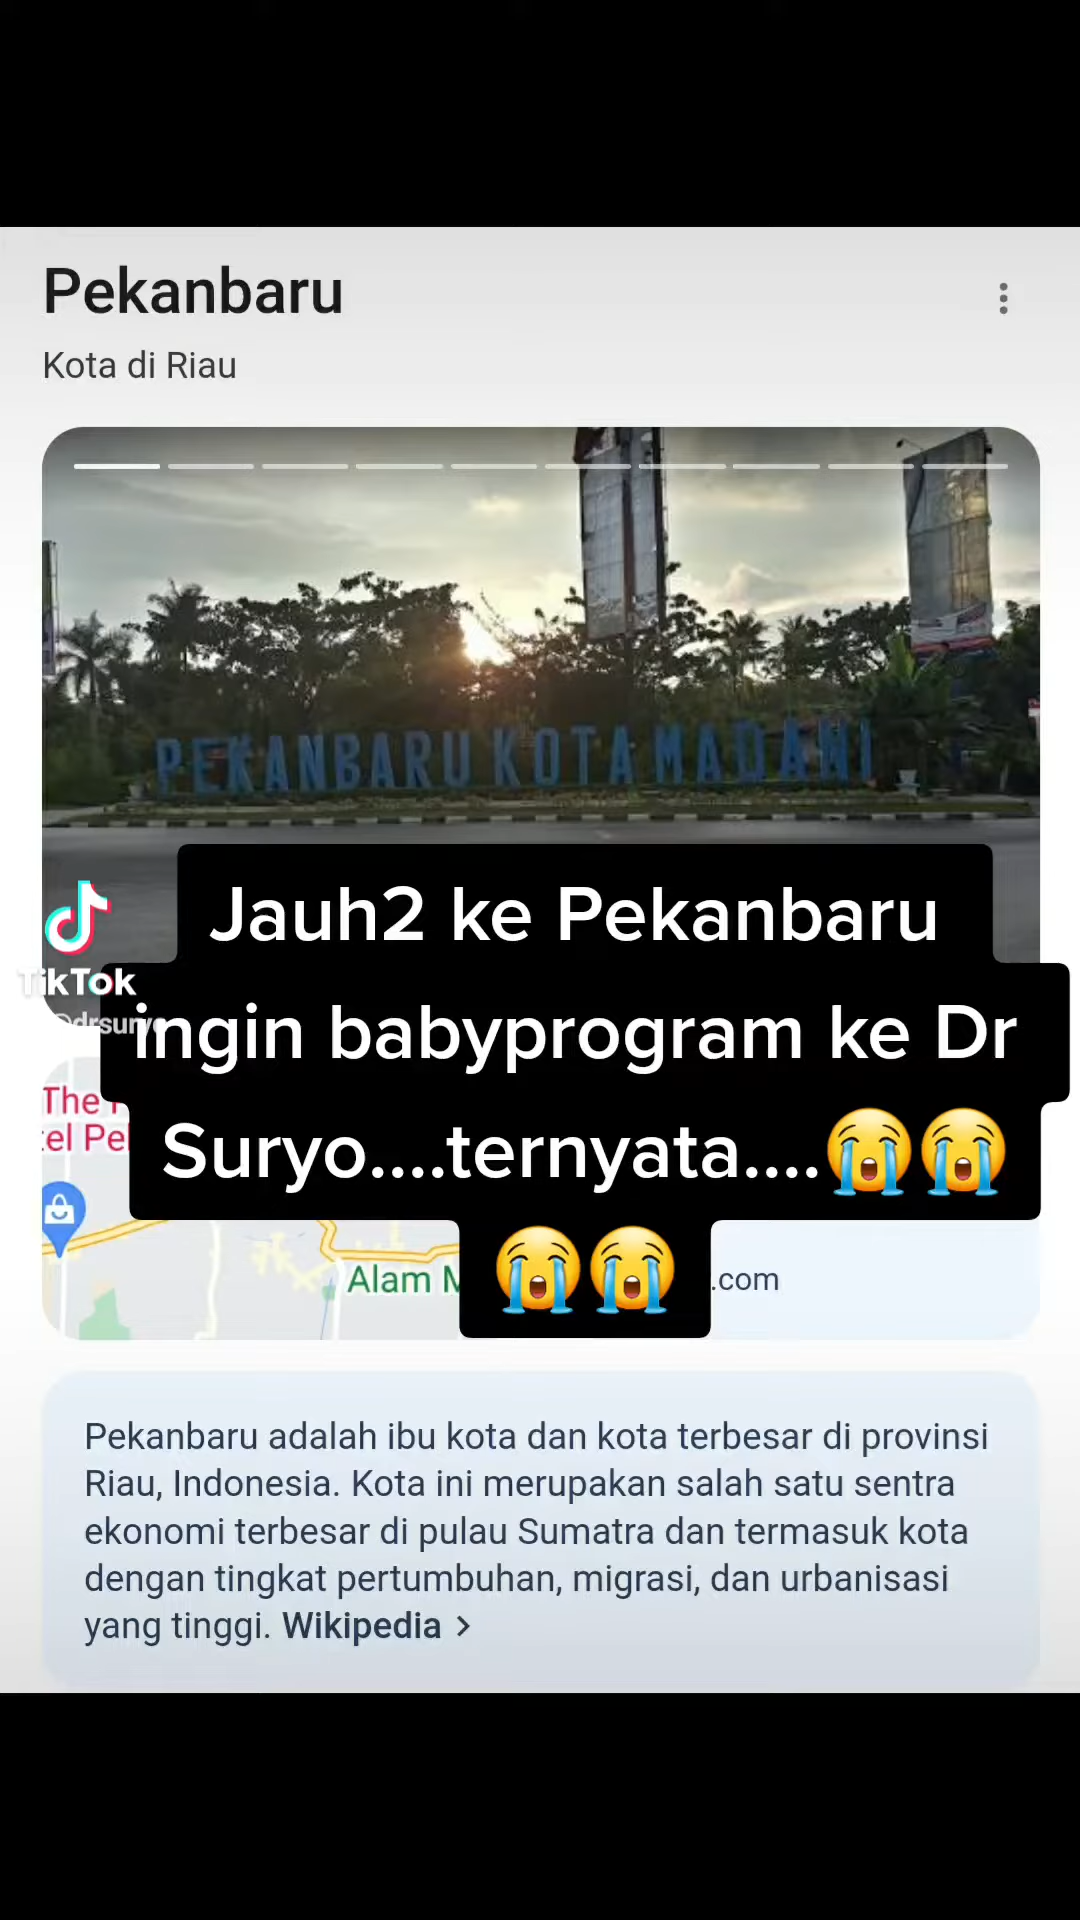 Pekanbaru
Kota di Riau
PEKANBARU KOTA MADANI
Jauh2 ke Pekanbaru
ingin babyprogram ke Dr
Suryo....ternyata....😭😭
😭😭
TikTok
The
Alam
.com
Pekanbaru adalah ibu kota dan kota terbesar di provinsi
Riau, Indonesia. Kota ini merupakan salah satu sentra
ekonomi terbesar di pulau Sumatra dan termasuk kota
dengan tingkat pertumbuhan, migrasi, dan urbanisasi
yang tinggi. Wikipedia >